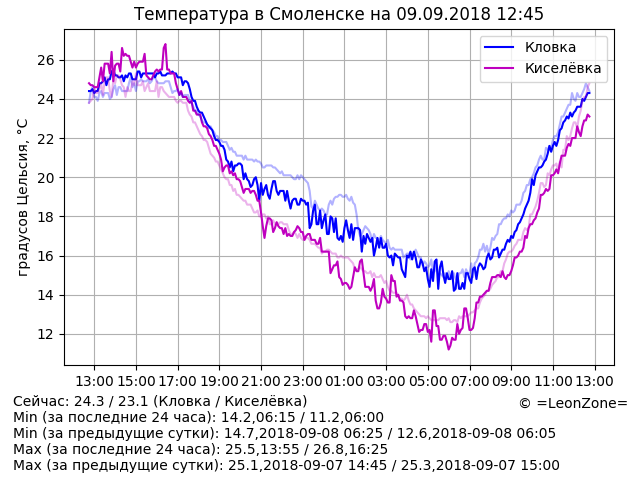 Температура в Смоленске на 09.09.2018 12:45
градусов Цельсия, °C
26
24
22
20
18
16
14
12
Кловка
Киселёвка
13:00 15:00 17:00 19:00 21:00 23:00 01:00 03:00 05:00 07:00 09:00 11:00 13:00
Сейчас: 24.3 / 23.1 (Кловка / Киселёвка)
© =LeonZone=
Min (за последние 24 часа): 14.2,06:15 / 11.2,06:00
Min (за предыдущие сутки): 14.7,2018-09-08 06:25 / 12.6,2018-09-08 06:05
Max (за последние 24 часа): 25.5,13:55 / 26.8,16:25
Max (за предыдущие сутки): 25.1,2018-09-07 14:45 / 25.3,2018-09-07 15:00